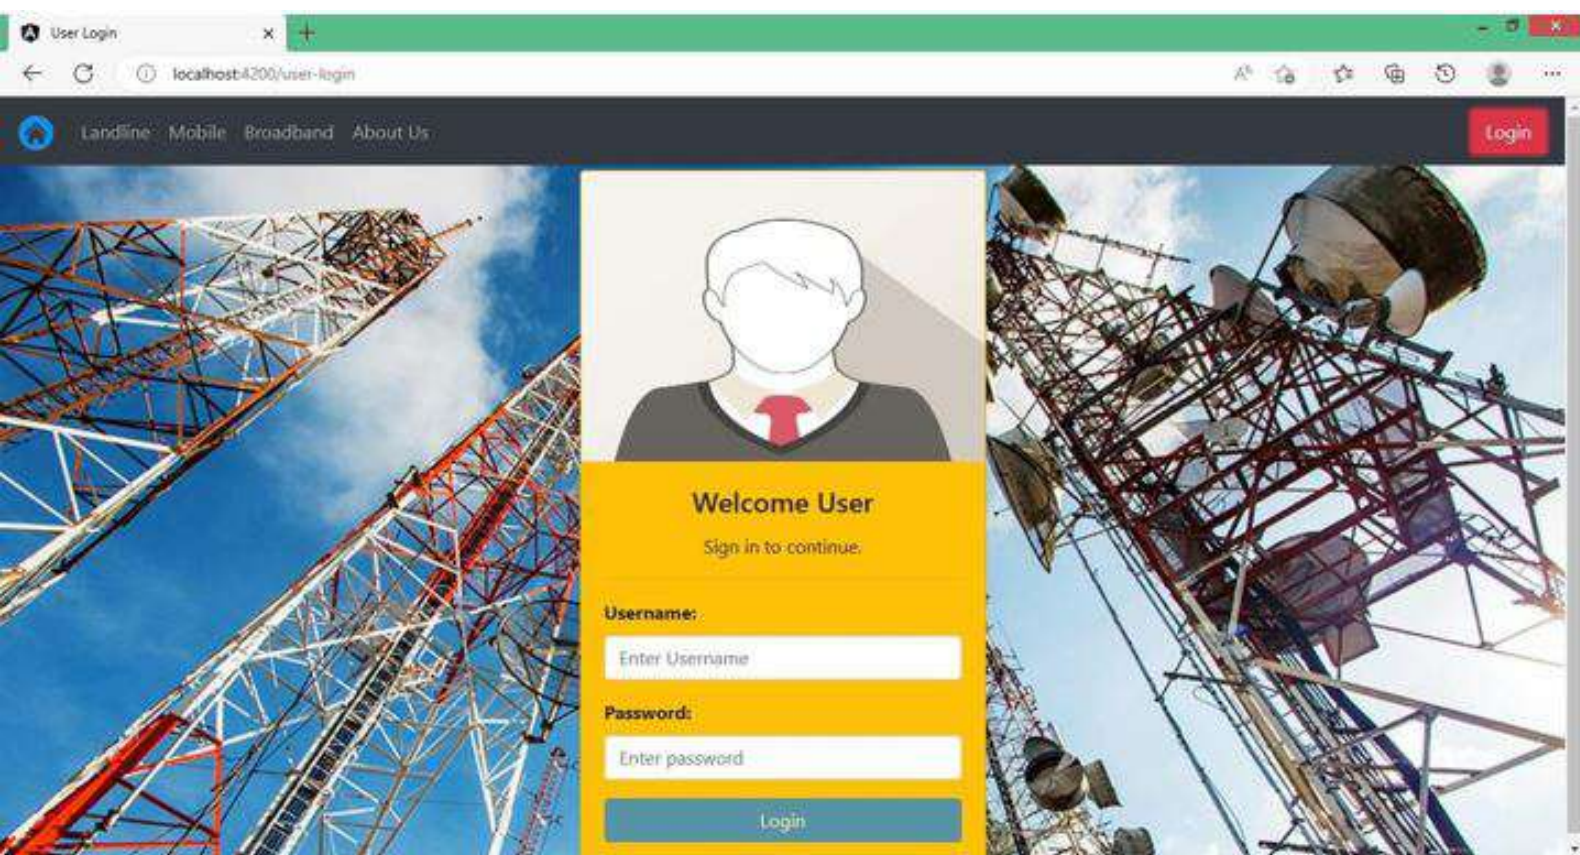 User Login
localhost:4200/user-login
Landline Mobile Broadband About Us
Login
Welcome User
Sign in to continue.
Username:
Enter Username
Password:
Enter password
Login